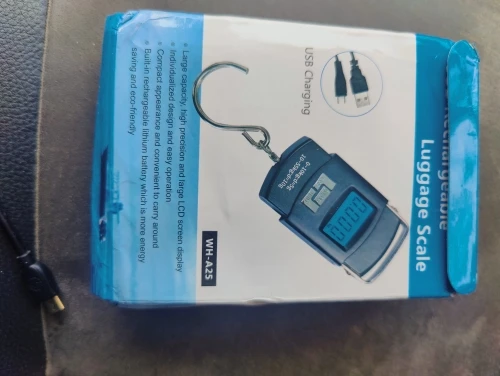 Rechargeable
Luggage Scale
USB Charging
WH-A25
Large capacity, high precision and large LCD screen display
Individualized design and easy operation
Compact appearance and convenient to carry around
Built-in rechargeable lithium battery which is more energy
saving and eco-friendly